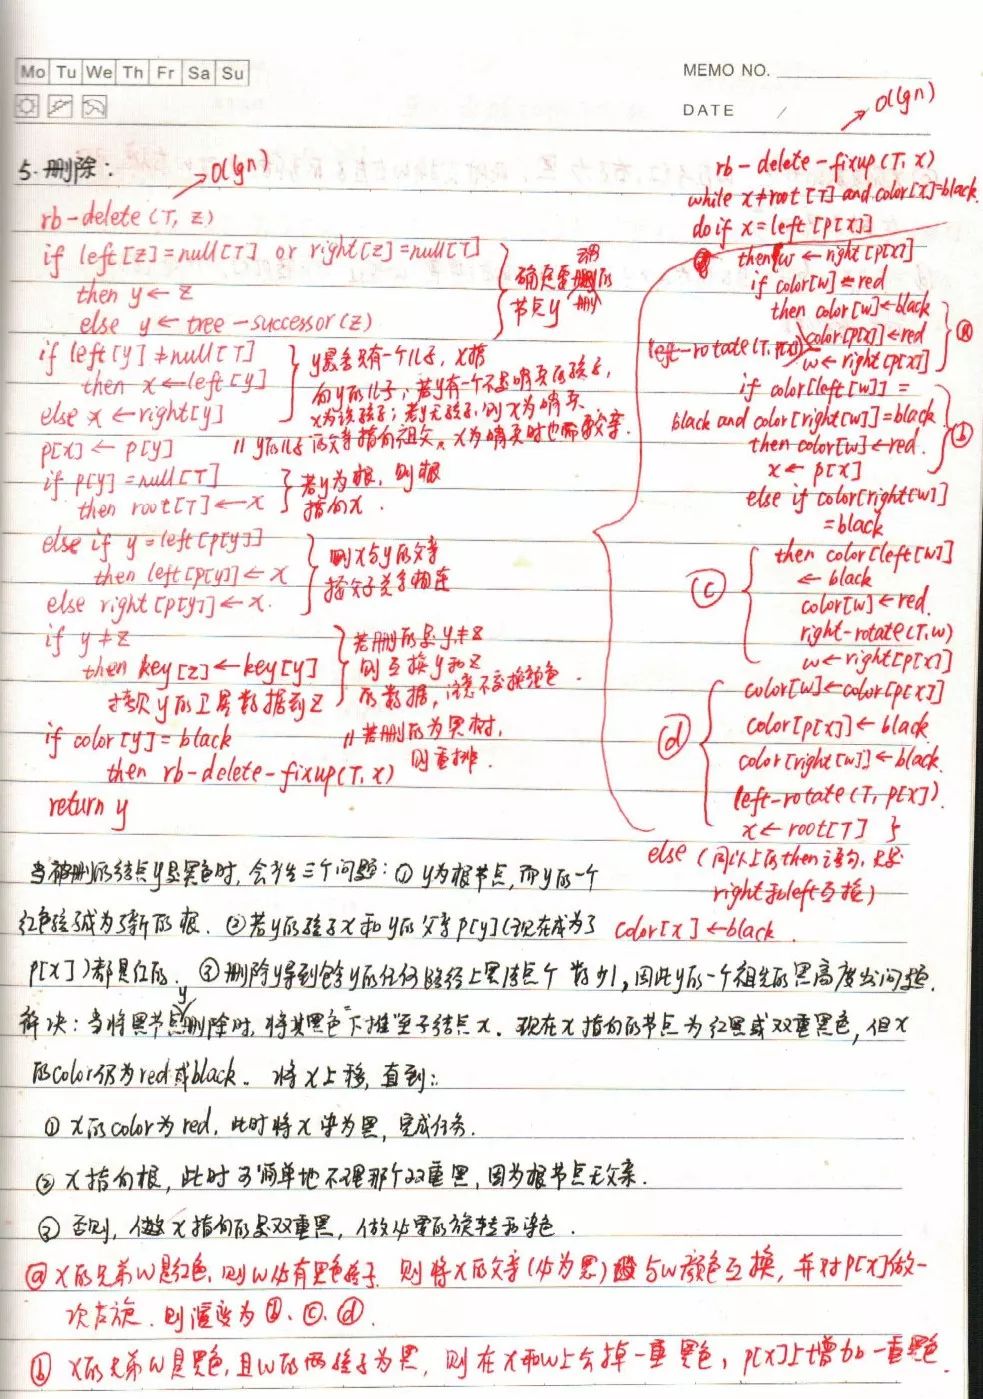 Mo Tu We Th Fr Sa Su
MEMO NO.
DATE /
5. 删除:
→ O(lgn)
rb-delete(T, z)
if left[z]=null[T] or right[z]=null[T]
then y ← z
else y ← tree-successor(z)
确定要删的
节点y
if left[y]≠null[T]
then x ← left[y]
else x ← right[y]
y最多只有一个儿子, x指
向y的儿子; 若y有一个不是哨兵的孩子,
x为该孩子; 若y无孩子, 则x为哨兵
p[x] ← p[y]
// y的儿子的父亲指向祖父。x为哨兵时也需父亲.
if p[y]=null[T]
then root[T] ← x
若y为根, 则根
指向x.
else if y=left[p[y]]
then left[p[y]] ← x
else right[p[y]] ← x.
则x与y的父亲
按父子关系相连
if y≠z
then key[z] ← key[y]
拷贝y的卫星数据到z
若删的是y≠z
则互换y和z
的数据, 注意不交换颜色.
if color[y]=black
then rb-delete-fixup(T, x)
// 若删的为黑树,
则重排.
return y
→ O(lgn)
rb-delete-fixup(T, x)
while x≠root[T] and color[x]=black.
do if x=left[p[x]]
then w ← right[p[x]]
if color[w]=red
then color[w] ← black
color[p[x]] ← red
left-rotate(T, p[x])
w ← right[p[x]]
ⓐ
if color[left[w]]=
black and color[right[w]]=black
then color[w] ← red.
x ← p[x]
ⓑ
else if color[right[w]]
=black
then color[left[w]]
← black
color[w] ← red.
right-rotate(T, w)
w ← right[p[x]]
ⓒ
color[w] ← color[p[x]]
color[p[x]] ← black
color[right[w]] ← black.
left-rotate(T, p[x]).
x ← root[T] }
ⓓ
else (同以上的then语句, 只是
right和left互换)
color[x] ← black.
当被删的结点y是黑色时, 会产生三个问题: ① y为根节点, 而y的一个
红色孩子成为了新的根. ②若y的孩子x和y的父亲p[y](现在成为了
p[x])都是红的. ③删除y导致包含y的任何路径上黑结点个数少1, 因此y的一个祖先的黑高度出问题.
解决: 当将黑节点y删除时, 将其黑色"下推"至子结点x. 现在x指向的节点为红黑或双重黑色, 但x
的color仍为red或black. 将x上移, 直到:
① x的color为red, 此时将x染为黑, 完成任务.
② x指向根, 此时可简单地不理那个双重黑, 因为根节点无父亲.
③ 否则, 做x指向的是双重黑, 做必要的旋转和染色.
ⓐ x的兄弟w是红色, 则w必有黑色孩子. 则将x的父亲(必为黑)与w颜色互换, 并对p[x]做一
次左旋. 则演变为ⓑ、ⓒ、ⓓ.
ⓑ x的兄弟w是黑色, 且w的两孩子为黑, 则在x和w上去掉一重黑色, p[x]上增加一重黑色.